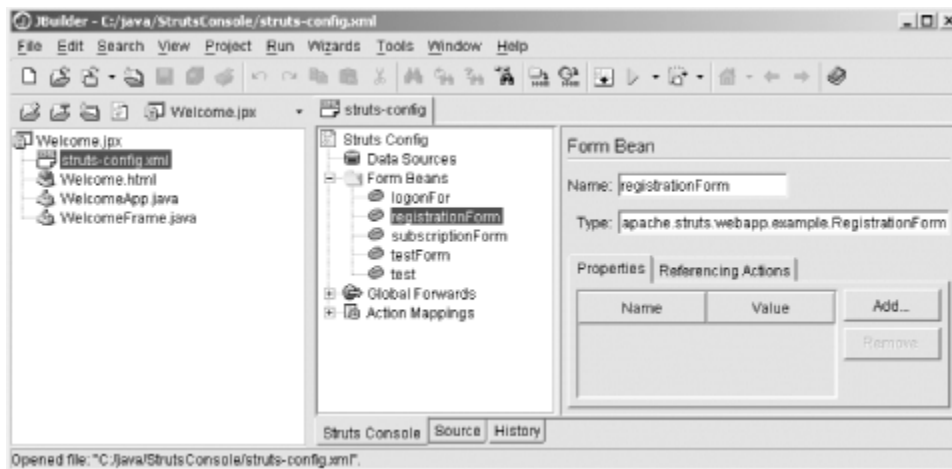 JBuilder - C:/java/StrutsConsole/struts-config.xml
File Edit Search View Project Run Wizards Tools Window Help
Welcome.jpx
struts-config
Welcome.jpx
struts-config.xml
Welcome.html
WelcomeApp.java
WelcomeFrame.java
Struts Config
Data Sources
Form Beans
logonFor
registrationForm
subscriptionForm
testForm
test
Global Forwards
Action Mappings
Form Bean
Name: registrationForm
Type: apache.struts.webapp.example.RegistrationForm
Properties Referencing Actions
Name Value
Add...
Remove
Struts Console Source History
Opened file: "C:/java/StrutsConsole/struts-config.xml".